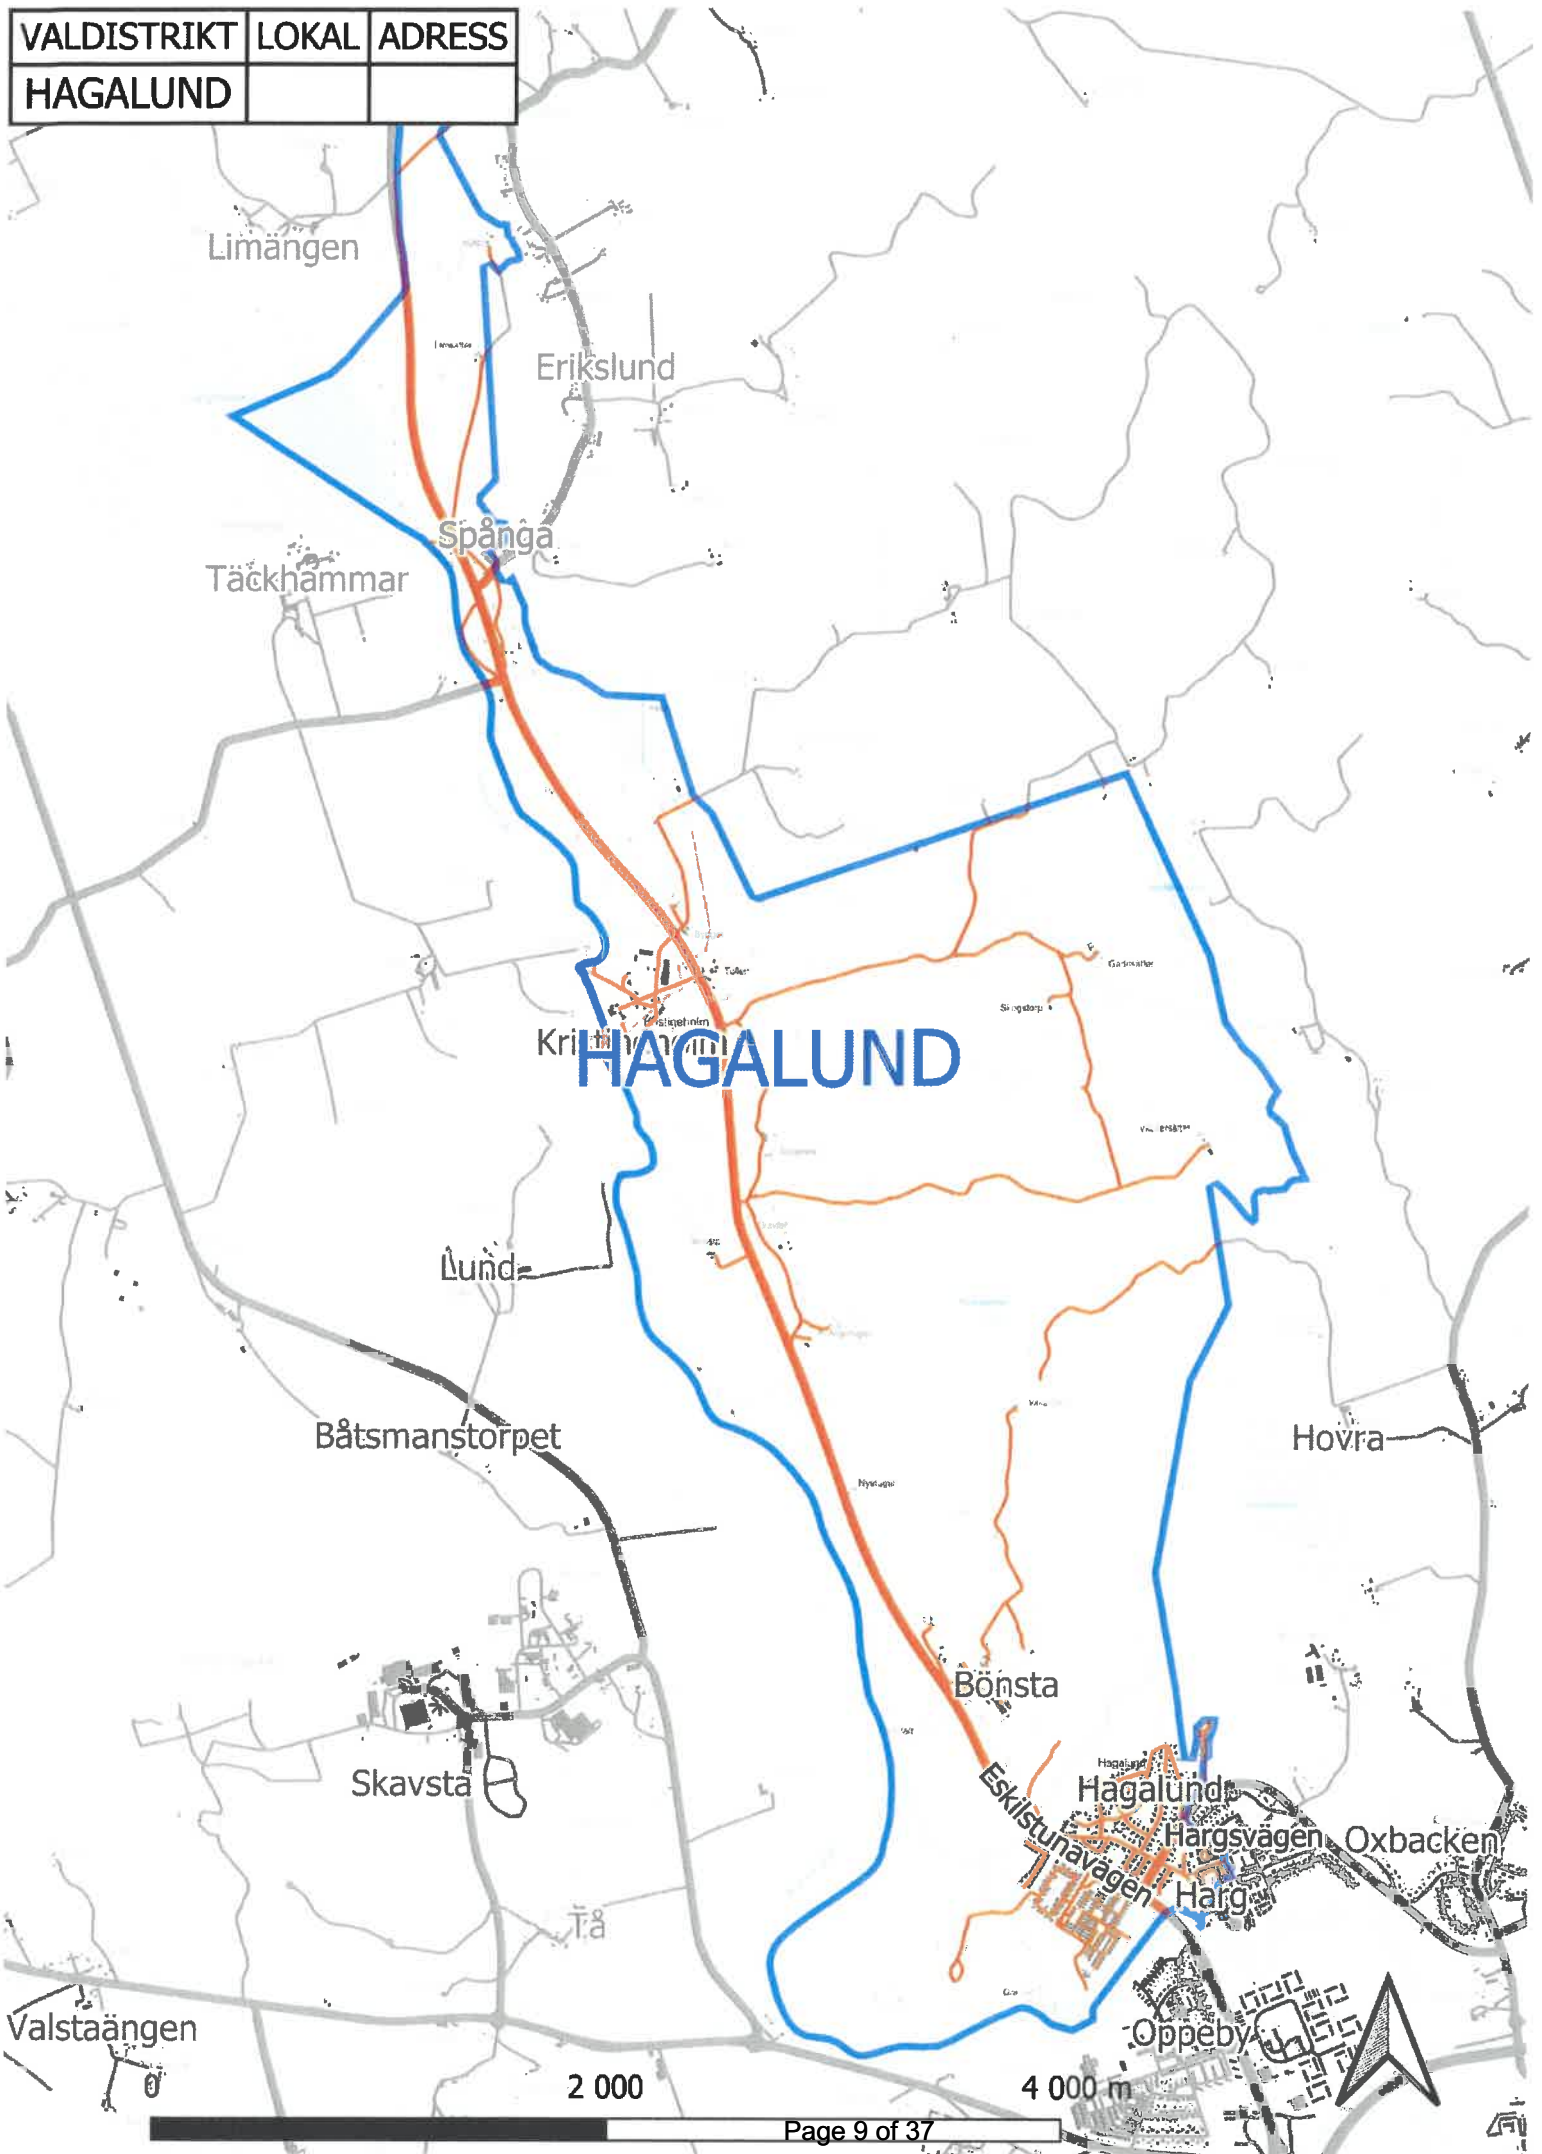 VALDISTRIKT LOKAL ADRESS
HAGALUND
Limängen
Erikslund
Spånga
Täckhammar
HAGALUND
Lund
Båtsmanstorpet
Hovra
Bönsta
Skavsta
Hagalund
Hagalund
Eskilstunavägen
Hargsvägen
Oxbacken
Harg
Tå
Valstaängen
Oppeby
0 2 000 4 000 m
Page 9 of 37